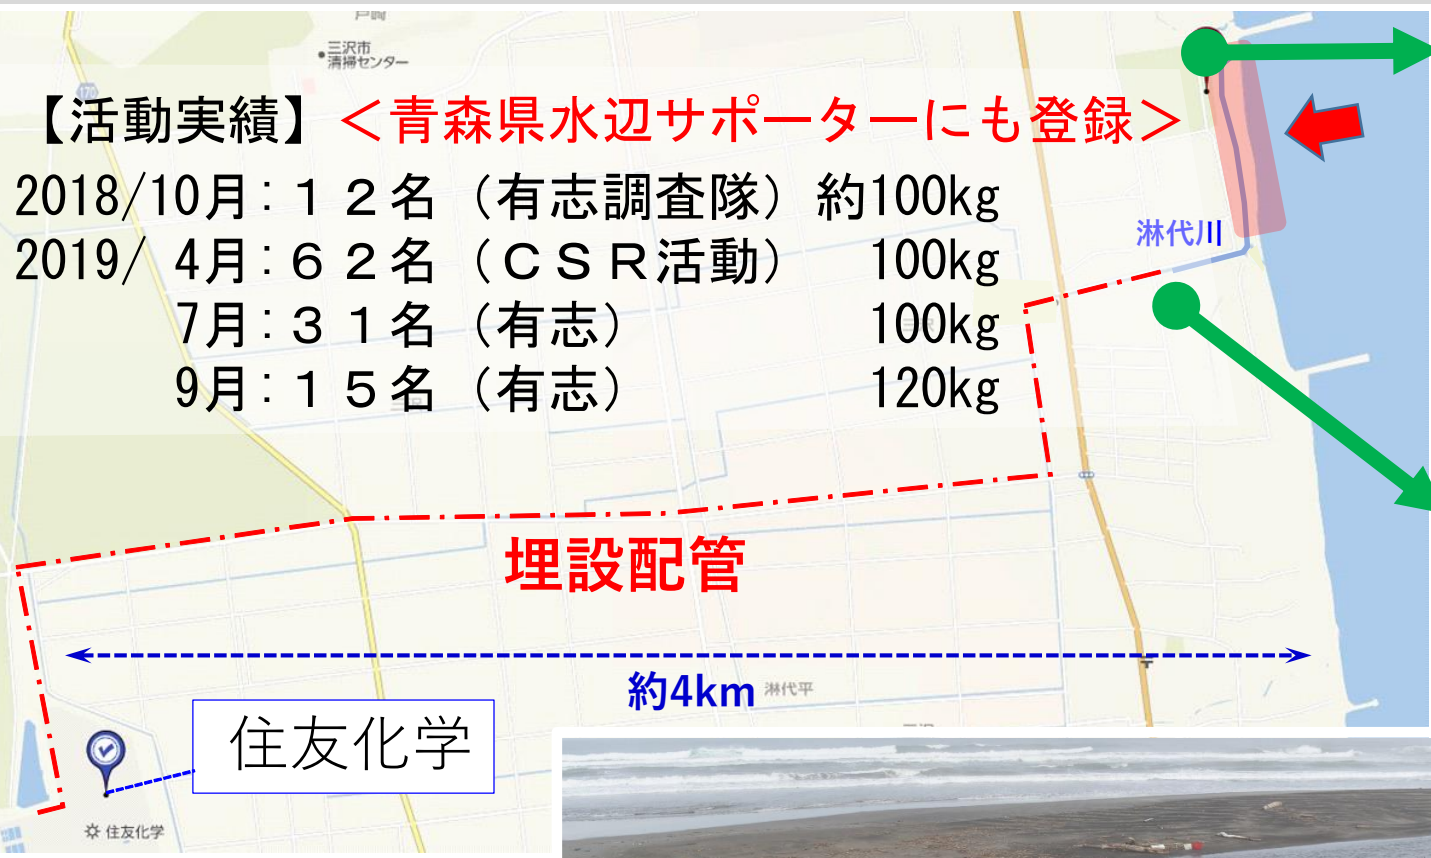 戸崎
三沢市
清掃センター
170
【活動実績】＜青森県水辺サポーターにも登録＞
2018/10月：１２名（有志調査隊）約100kg
2019/ 4月：６２名（ＣＳＲ活動） 100kg
7月：３１名（有志） 100kg
9月：１５名（有志） 120kg
淋代川
埋設配管
約4km
淋代平
住友化学
住友化学